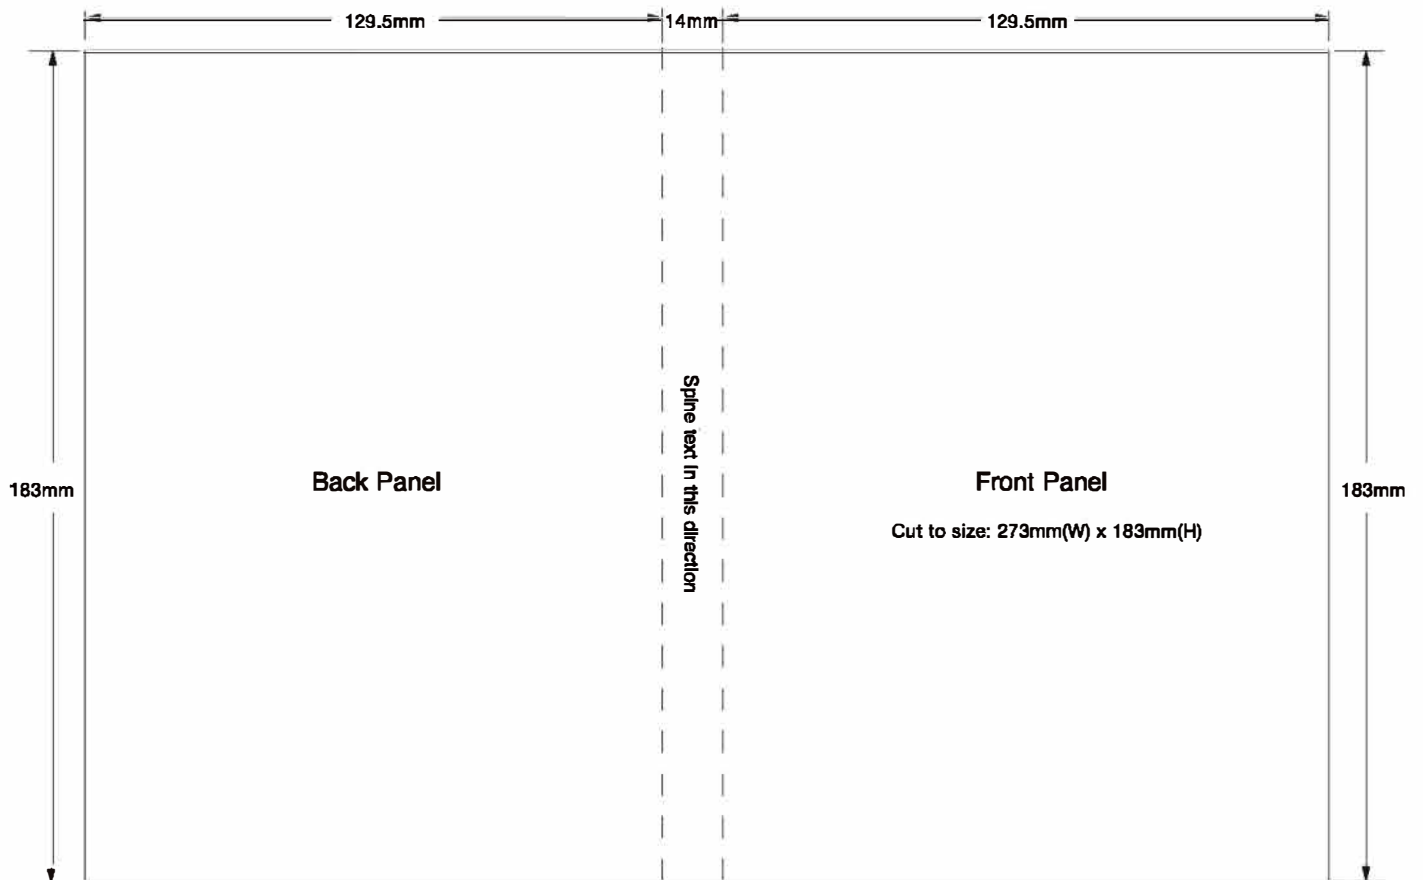 129.5mm 14mm 129.5mm
Spine text in this direction
Back Panel
Front Panel
183mm
183mm
Cut to size: 273mm(W) x 183mm(H)